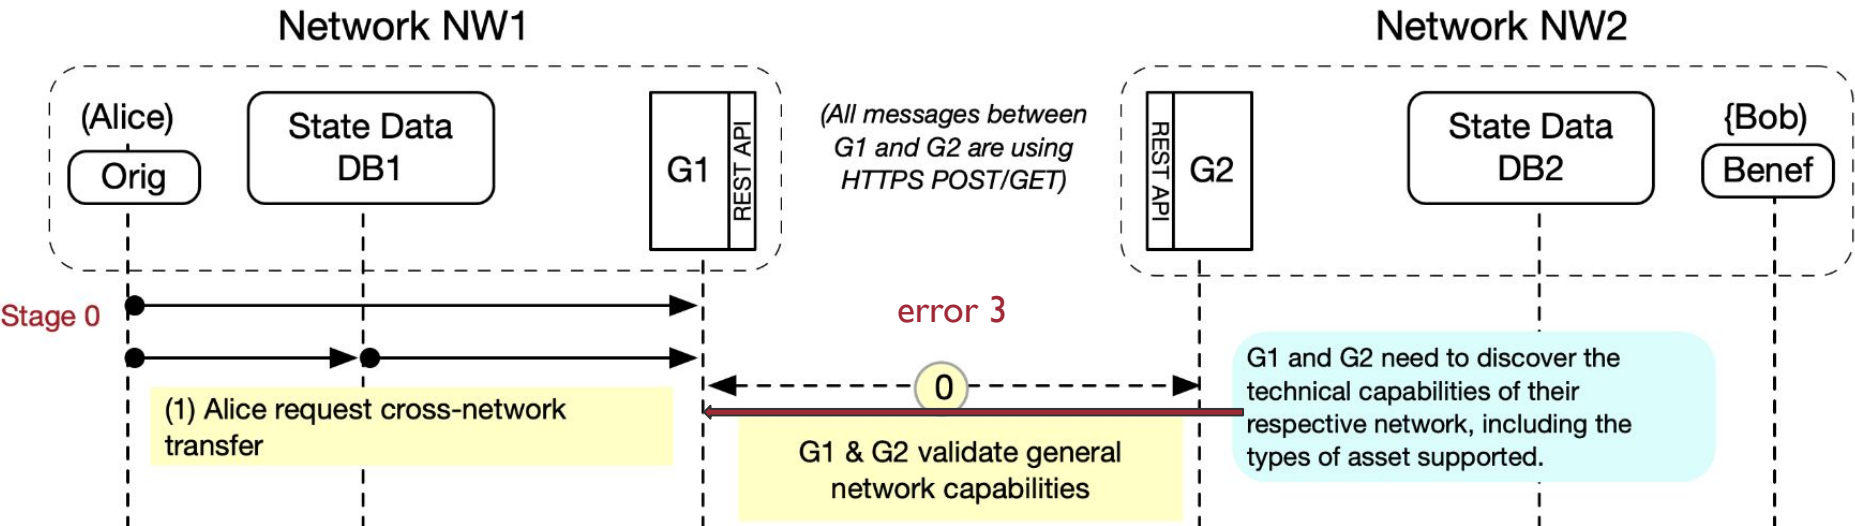 Network NW1
Network NW2
(Alice)
Orig
State Data
DB1
G1
REST API
(All messages between
G1 and G2 are using
HTTPS POST/GET)
REST API
G2
State Data
DB2
{Bob)
Benef
Stage 0
error 3
(1) Alice request cross-network
transfer
0
G1 & G2 validate general
network capabilities
G1 and G2 need to discover the
technical capabilities of their
respective network, including the
types of asset supported.